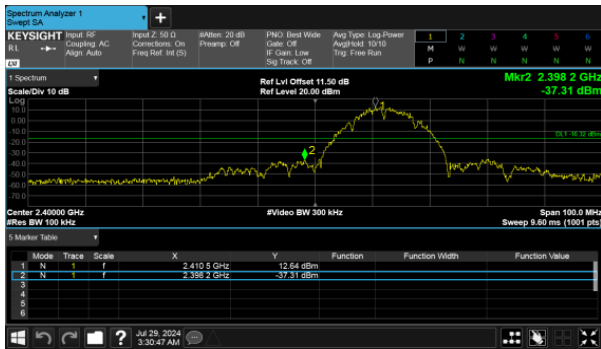 Spectrum Analyzer 1
Swept SA
+
KEYSIGHT Input: RF Input Z: 50 Ω #Atten: 20 dB PNO: Best Wide Avg Type: Log-Power 1 2 3 4 5 6
RL Coupling: AC Corrections: On Preamp: Off Gate: Off Avg|Hold: 10/10 M W W W W W
Align: Auto Freq Ref: Int (S) IF Gain: Low Trig: Free Run
Sig Track: Off P N N N N N
1 Spectrum
Ref Lvl Offset 11.50 dB Mkr2 2.398 2 GHz
Scale/Div 10 dB Ref Level 20.00 dBm -37.31 dBm
Log
10.0
0.00
-10.0
DL1 -16.32 dBm
-20.0
-30.0
-40.0
-50.0
-60.0
-70.0
1
2
Center 2.40000 GHz #Video BW 300 kHz Span 100.0 MHz
#Res BW 100 kHz Sweep 9.60 ms (1001 pts)
5 Marker Table
Mode Trace Scale X Y Function Function Width Function Value
1 N 1 f 2.410 5 GHz 12.64 dBm
2 N 1 f 2.398 2 GHz -37.31 dBm
3
4
5
6
? Jul 29, 2024
3:30:47 AM